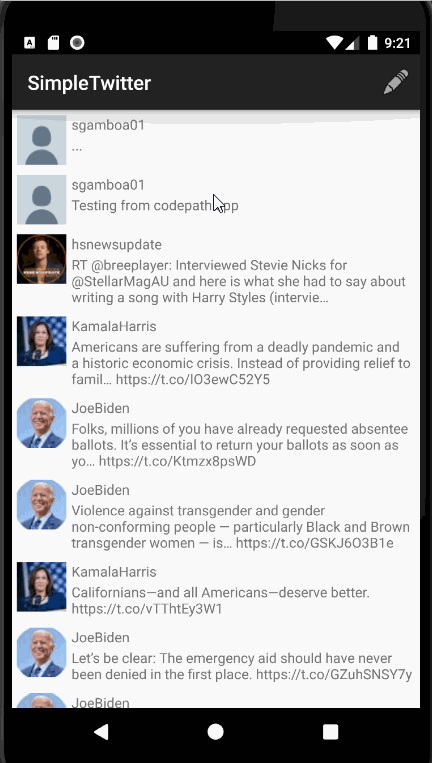 A 9:21
SimpleTwitter
sgamboa01
...
sgamboa01
Testing from codepath app
hsnewsupdate
RT @breeplayer: Interviewed Stevie Nicks for
@StellarMagAU and here is what she had to say about
writing a song with Harry Styles (intervie…
KamalaHarris
Americans are suffering from a deadly pandemic and
a historic economic crisis. Instead of providing relief to
famil… https://t.co/IO3ewC52Y5
JoeBiden
Folks, millions of you have already requested absentee
ballots. It’s essential to return your ballots as soon as
yo… https://t.co/Ktmzx8psWD
JoeBiden
Violence against transgender and gender
non-conforming people — particularly Black and Brown
transgender women — is… https://t.co/GSKJ6O3B1e
KamalaHarris
Californians—and all Americans—deserve better.
https://t.co/vTThtEy3W1
JoeBiden
Let’s be clear: The emergency aid should have never
been denied in the first place. https://t.co/GZuhSNSY7y
JoeBiden